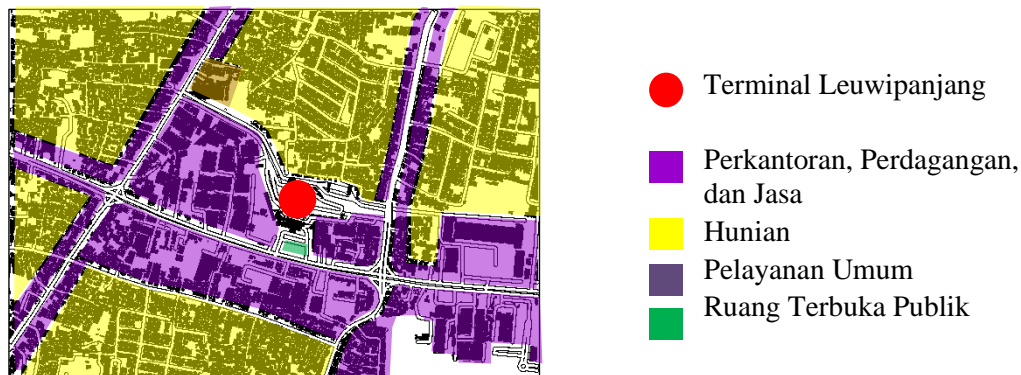 Terminal Leuwipanjang
Perkantoran, Perdagangan,
dan Jasa
Hunian
Pelayanan Umum
Ruang Terbuka Publik